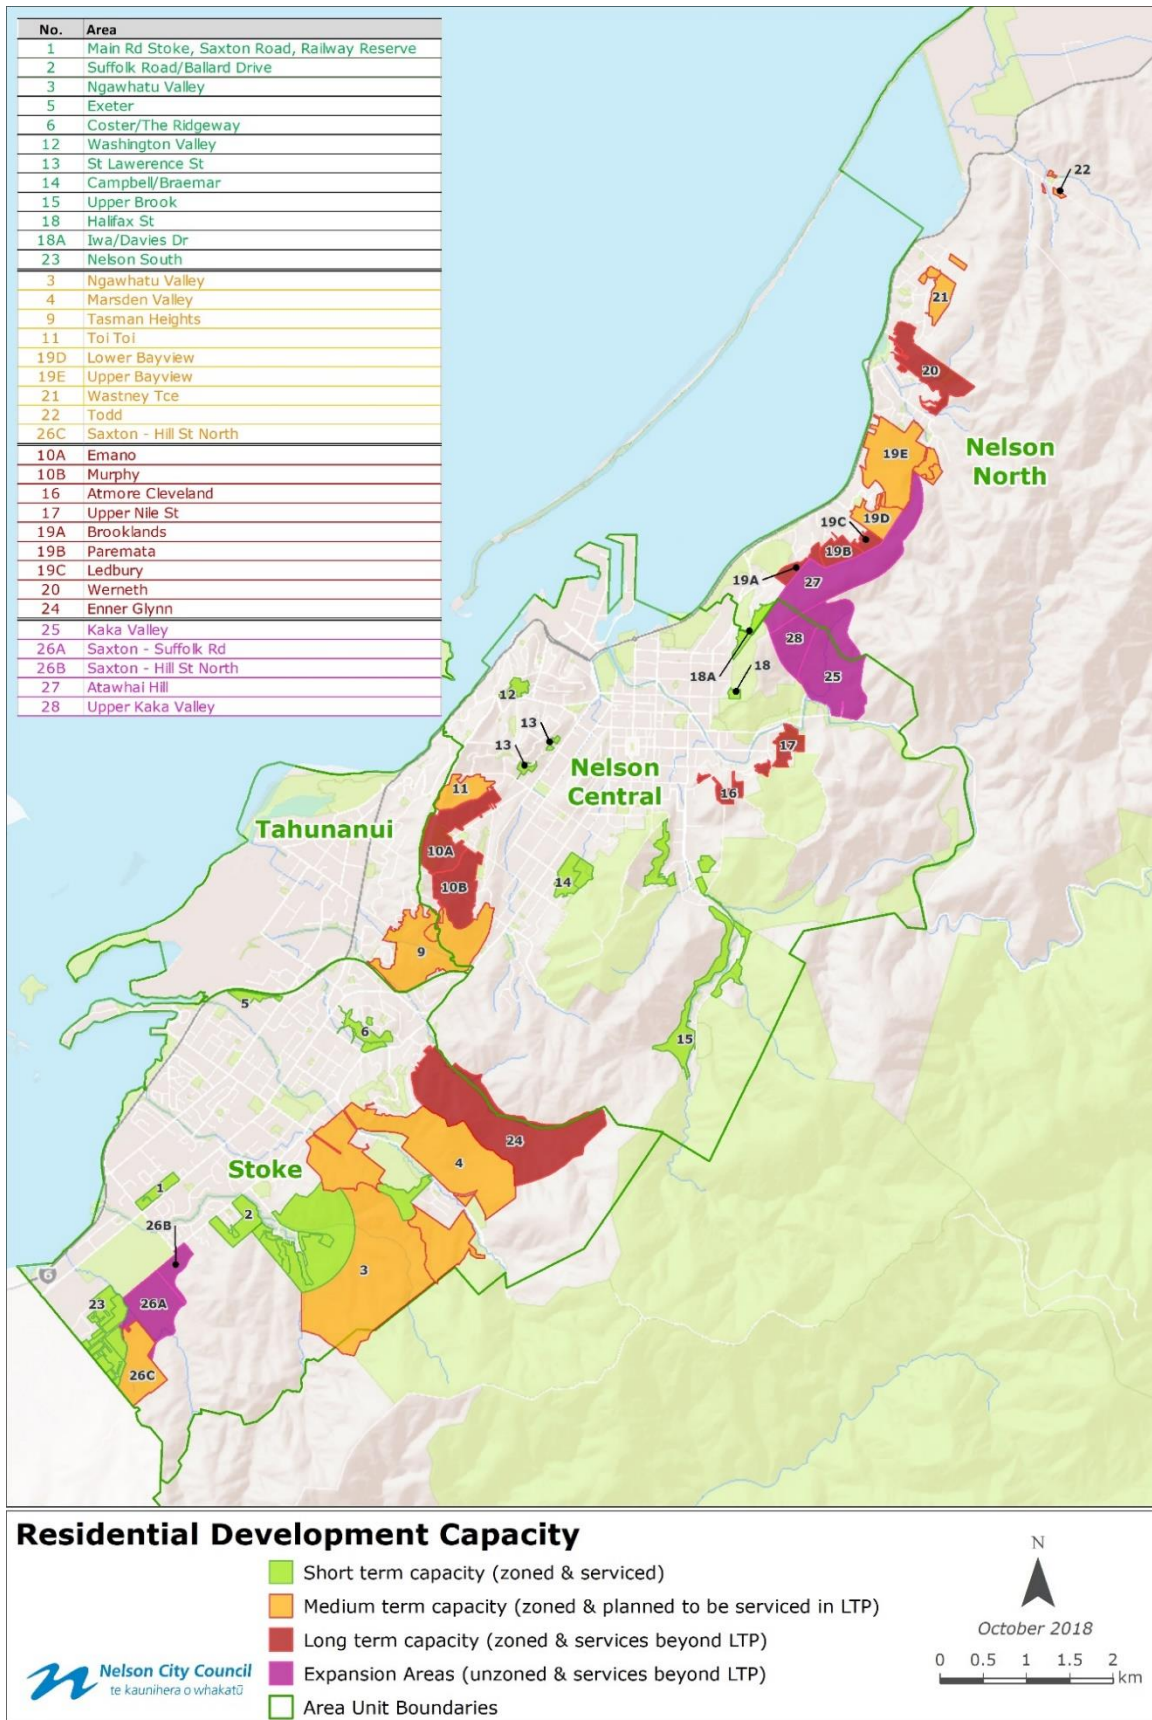 No. Area
1 Main Rd Stoke, Saxton Road, Railway Reserve
2 Suffolk Road/Ballard Drive
3 Ngawhatu Valley
5 Exeter
6 Coster/The Ridgeway
12 Washington Valley
13 St Lawerence St
14 Campbell/Braemar
15 Upper Brook
18 Halifax St
18A Iwa/Davies Dr
23 Nelson South
3 Ngawhatu Valley
4 Marsden Valley
9 Tasman Heights
11 Toi Toi
19D Lower Bayview
19E Upper Bayview
21 Wastney Tce
22 Todd
26C Saxton - Hill St North
10A Emano
10B Murphy
16 Atmore Cleveland
17 Upper Nile St
19A Brooklands
19B Paremata
19C Ledbury
20 Werneth
24 Enner Glynn
25 Kaka Valley
26A Saxton - Suffolk Rd
26B Saxton - Hill St North
27 Atawhai Hill
28 Upper Kaka Valley
22
21
20
19E
Nelson
North
19D
19C
19B
19A
27
28
18A
18
25
12
13
13
17
Nelson
Central
11
16
Tahunanui
10A
10B
14
9
5
6
15
24
4
Stoke
1
2
26B
3
6
23
26A
26C
Residential Development Capacity
Short term capacity (zoned & serviced)
Medium term capacity (zoned & planned to be serviced in LTP)
Long term capacity (zoned & services beyond LTP)
Expansion Areas (unzoned & services beyond LTP)
Area Unit Boundaries
Nelson City Council
te kaunihera o whakatū
N
October 2018
0 0.5 1 1.5 2
km